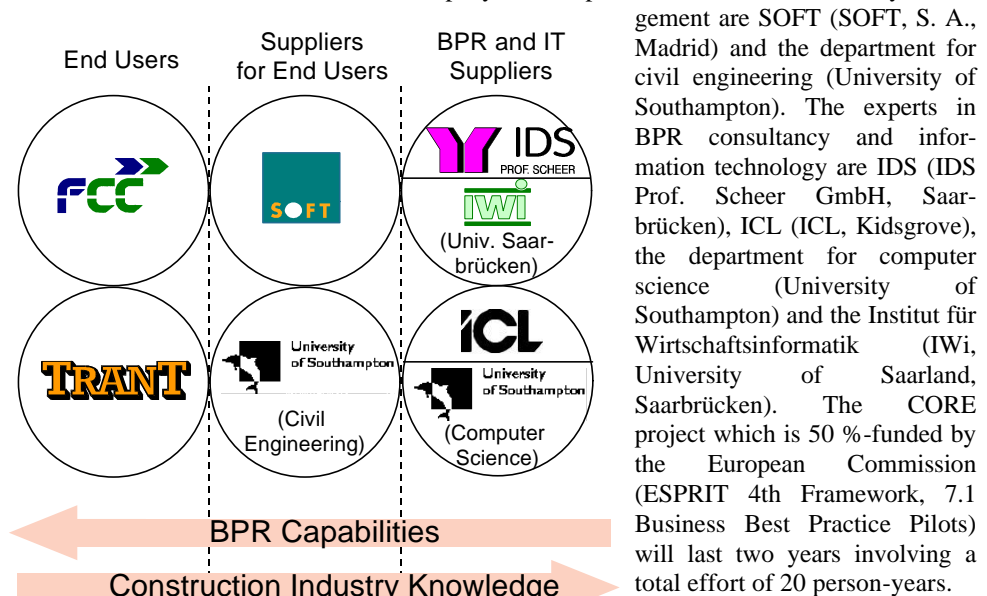 End Users
Suppliers
for End Users
BPR and IT
Suppliers
FCC
SOFT
IDS
PROF. SCHEER
IWI
(Univ. Saar-
brücken)
TRANT
University
of Southampton
(Civil
Engineering)
ICL
University
of Southampton
(Computer
Science)
BPR Capabilities
Construction Industry Knowledge
gement are SOFT (SOFT, S. A.,
Madrid) and the department for
civil engineering (University of
Southampton). The experts in
BPR consultancy and infor-
mation technology are IDS (IDS
Prof. Scheer GmbH, Saar-
brücken), ICL (ICL, Kidsgrove),
the department for computer
science (University of
Southampton) and the Institut für
Wirtschaftsinformatik (IWi,
University of Saarland,
Saarbrücken). The CORE
project which is 50 %-funded by
the European Commission
(ESPRIT 4th Framework, 7.1
Business Best Practice Pilots)
will last two years involving a
total effort of 20 person-years.